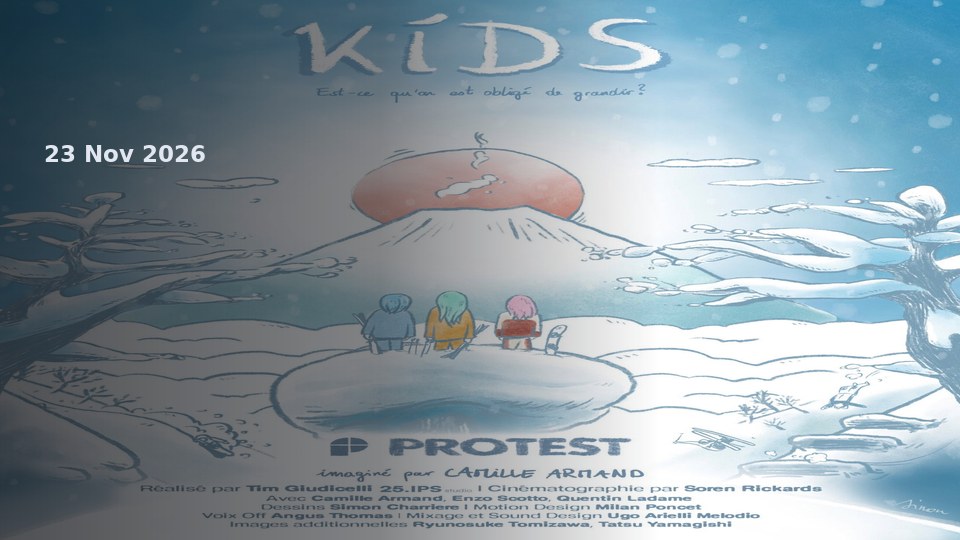 KiDS
Est-ce qu'on est obligé de grandir?
23 Nov 2026
PROTEST
imaginé par CAMILLE ARMAND
Réalisé par Tim Giudicelli 25.IPS studio I Cinématographie par Soren Rickards
Avec Camille Armand, Enzo Scotto, Quentin Ladame
Dessins Simon Charriere I Motion Design Milan Poncet
Voix Off Angus Thomas I Mixage et Sound Design Ugo Arielli Melodio
Images additionnelles Ryunosuke Tomizawa, Tatsu Yamagishi